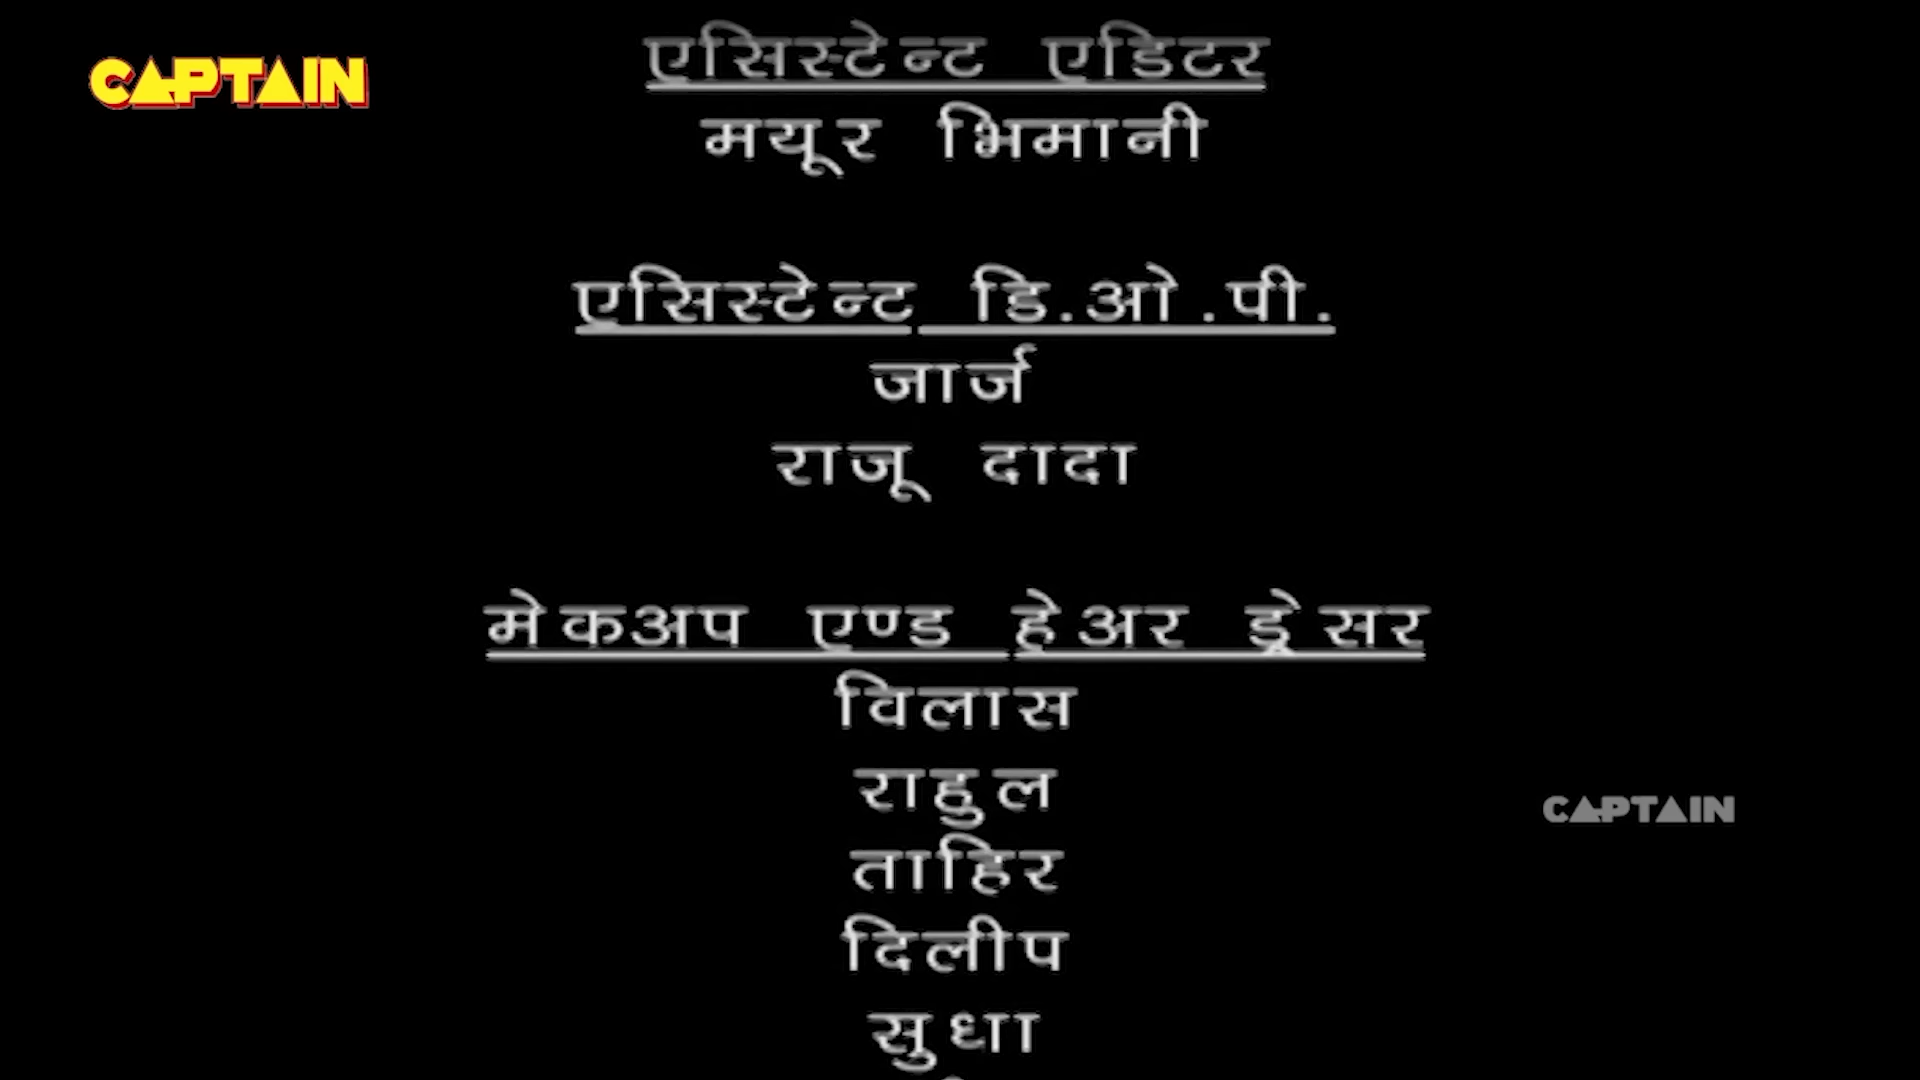 CAPTAIN
एसिस्टेन्ट एडिटर
मयूर भिमानी
एसिस्टेन्ट डि.ओ.पी.
जार्ज
राजू दादा
मेकअप एण्ड हेअर ड्रेसर
विलास
राहुल
ताहिर
CAPTAIN
दिलीप
सुधा